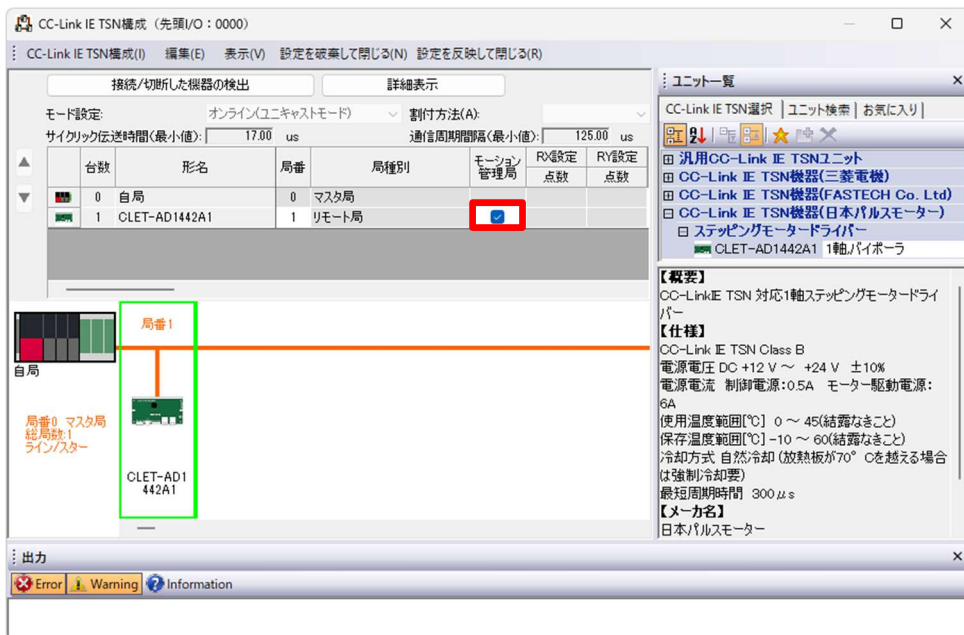 CC-Link IE TSN構成（先頭I/O：0000）
CC-Link IE TSN構成(I) 編集(E) 表示(V) 設定を破棄して閉じる(N) 設定を反映して閉じる(R)
接続/切断した機器の検出 詳細表示
モード設定: オンライン(ユニキャストモード) 割付方法(A):
サイクリック伝送時間(最小値): 17.00 us 通信周期間隔(最小値): 125.00 us
台数 形名 局番 局種別 モーション管理局 RX設定 RY設定
点数 点数
0 自局 0 マスタ局
1 CLET-AD1442A1 1 リモート局
局番1
自局
局番0 マスタ局
総局数:1
ライン/スター
CLET-AD1
442A1
ユニット一覧
CC-Link IE TSN選択 ユニット検索 お気に入り
汎用CC-Link IE TSNユニット
CC-Link IE TSN機器(三菱電機)
CC-Link IE TSN機器(FASTECH Co. Ltd)
CC-Link IE TSN機器(日本パルスモーター)
ステッピングモータードライバー
CLET-AD1442A1 1軸バイポーラ
【概要】
CC-LinkIE TSN 対応1軸ステッピングモータードライ
バー
【仕様】
CC-Link IE TSN Class B
電源電圧 DC +12 V ～ +24 V ±10%
電源電流 制御電源:0.5A モーター駆動電源:
6A
使用温度範囲[℃] 0 ～ 45(結露なきこと)
保存温度範囲[℃] -10 ～ 60(結露なきこと)
冷却方式 自然冷却 (放熱板が70° Cを越える場合
は強制冷却要)
最短周期時間 300μs
【メーカ名】
日本パルスモーター
出力
Error Warning Information